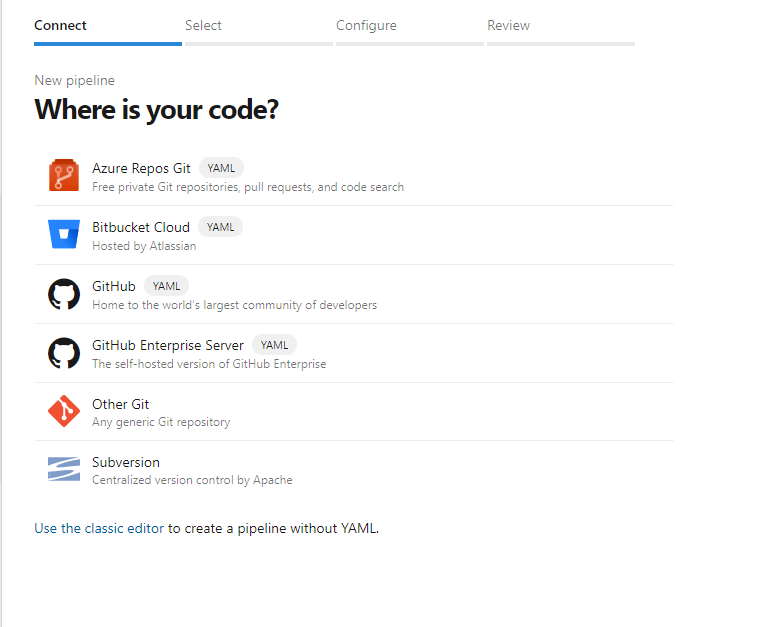 Connect Select Configure Review
New pipeline
Where is your code?
Azure Repos Git YAML
Free private Git repositories, pull requests, and code search
Bitbucket Cloud YAML
Hosted by Atlassian
GitHub YAML
Home to the world's largest community of developers
GitHub Enterprise Server YAML
The self-hosted version of GitHub Enterprise
Other Git
Any generic Git repository
Subversion
Centralized version control by Apache
Use the classic editor to create a pipeline without YAML.